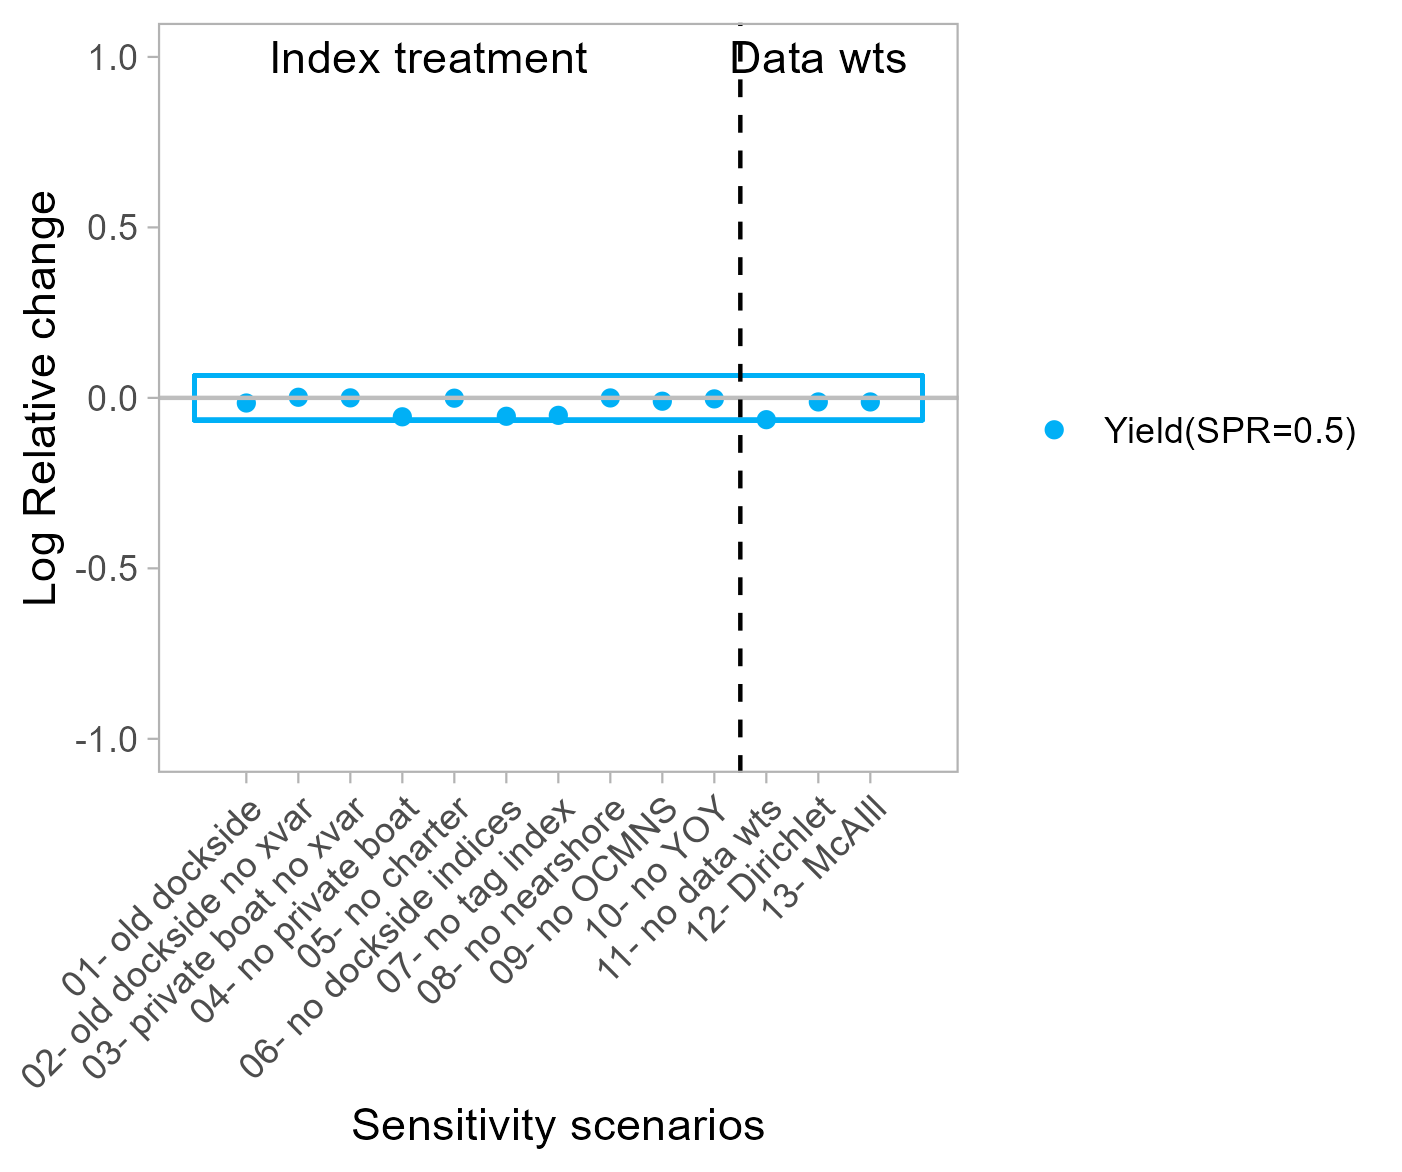 Index treatment
Data wts
1.0
0.5
0.0
-0.5
-1.0
Log Relative change
Yield(SPR=0.5)
01- old dockside
02- old dockside no xvar
03- private boat no xvar
04- no private boat
05- no charter
06- no dockside indices
07- no tag index
08- no nearshore
09- no OCMNS
10- no YOY
11- no data wts
12- Dirichlet
13- McAlll
Sensitivity scenarios